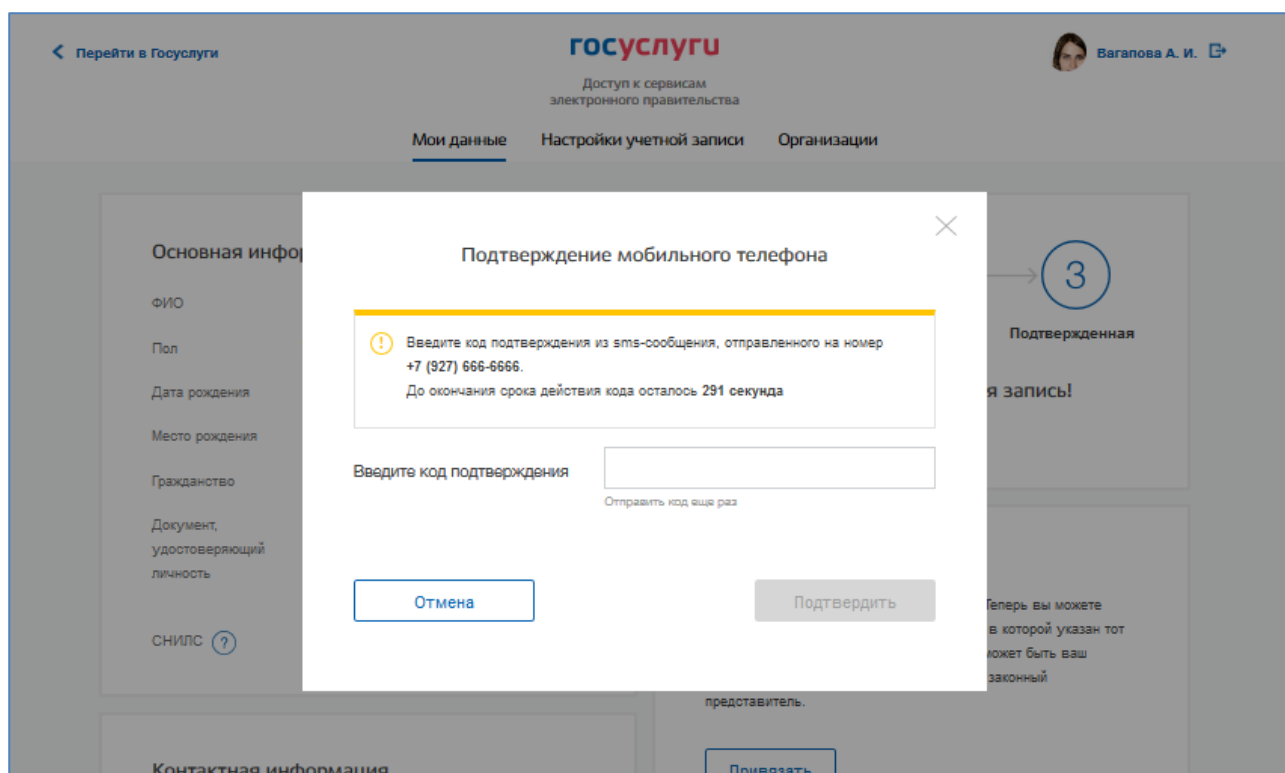 Перейти в Госуслуги
госуслуги
Вагапова А. И.
Доступ к сервисам
электронного правительства
Мои данные
Настройки учетной записи
Организации
Основная инфор
ФИО
Пол
Дата рождения
Место рождения
Гражданство
Документ,
удостоверяющий
личность
СНИЛС ?
Подтверждение мобильного телефона
Введите код подтверждения из sms-сообщения, отправленного на номер
+7 (927) 666-6666.
До окончания срока действия кода осталось 291 секунда
Введите код подтверждения
Отправить код еще раз
Отмена
Подтвердить
3
Подтвержденная
я запись!
Теперь вы можете
в которой указан тот
может быть ваш
законный
представитель.
Привязать
Контактная информация